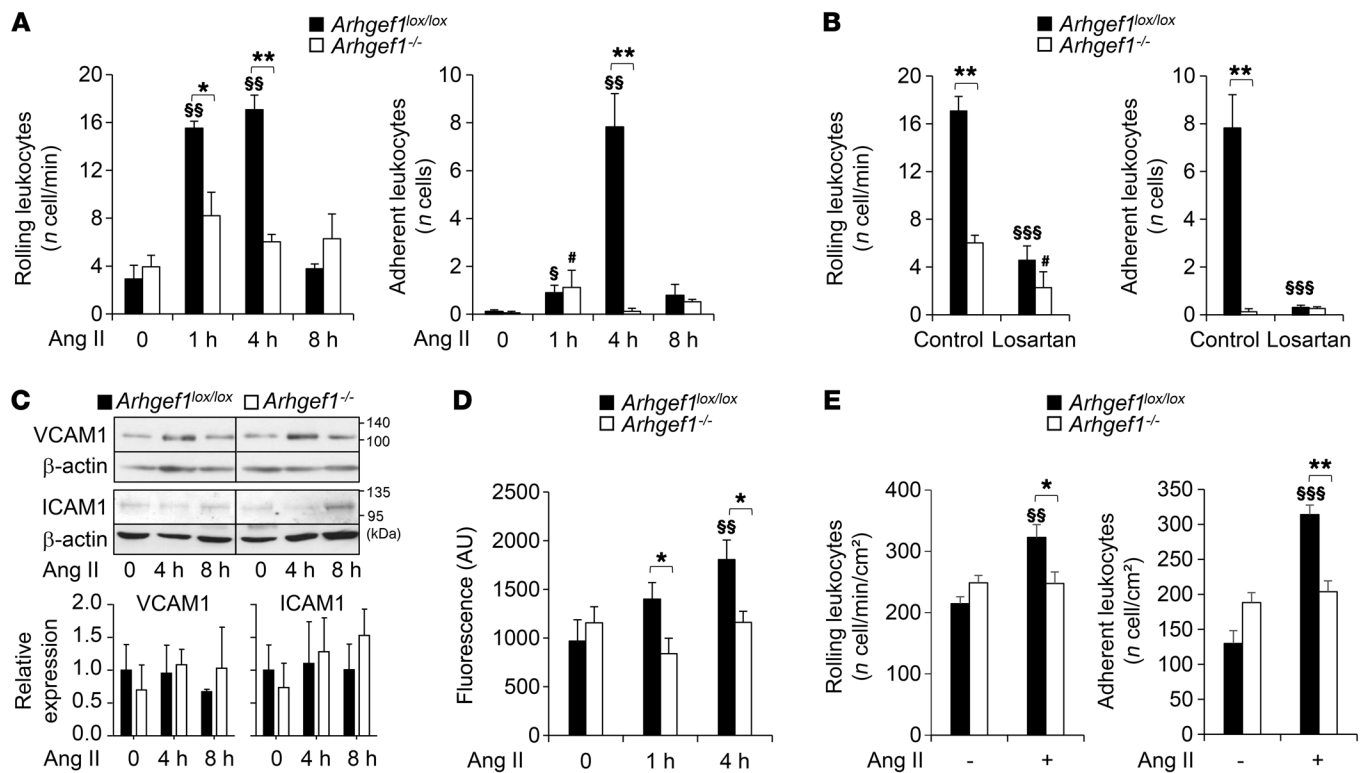 A
Arhgef1lox/lox
Arhgef1-/-
Rolling leukocytes
(n cell/min)
20
16
12
8
4
0
§§
*
§§
**
Ang II 0 1 h 4 h 8 h
Adherent leukocytes
(n cells)
10
8
6
4
2
0
§
#
§§
**
Ang II 0 1 h 4 h 8 h
B
Arhgef1lox/lox
Arhgef1-/-
Rolling leukocytes
(n cell/min)
20
16
12
8
4
0
**
§§§
#
Control Losartan
Adherent leukocytes
(n cells)
10
8
6
4
2
0
**
§§§
Control Losartan
C
Arhgef1lox/lox Arhgef1-/-
VCAM1
140
100
β-actin
ICAM1
135
95
β-actin
(kDa)
Ang II 0 4 h 8 h 0 4 h 8 h
Relative
expression
VCAM1 ICAM1
2.0
1.5
1.0
0.5
0.0
Ang II 0 4 h 8 h 0 4 h 8 h
D
Arhgef1lox/lox
Arhgef1-/-
Fluorescence (AU)
2500
2000
1500
1000
500
0
*
§§
*
Ang II 0 1 h 4 h
E
Arhgef1lox/lox
Arhgef1-/-
Rolling leukocytes
(n cell/min/cm²)
400
300
200
100
0
§§
*
Ang II - +
Adherent leukocytes
(n cell/cm²)
350
300
250
200
150
100
50
0
§§§
**
Ang II - +